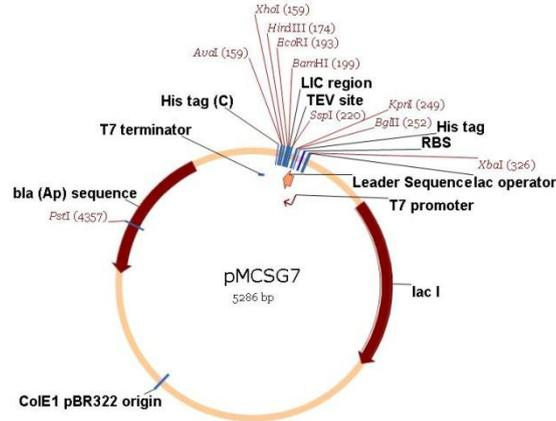 XhoI (159)
HindIII (174)
EcoRI (193)
AvaI (159)
BamHI (199)
LIC region
TEV site
His tag (C)
SspI (220)
KpnI (249)
BglII (252)
His tag
T7 terminator
RBS
XbaI (326)
Leader Sequence
lac operator
bla (Ap) sequence
T7 promoter
PstI (4357)
pMCSG7
5286 bp
lac I
ColE1 pBR322 origin